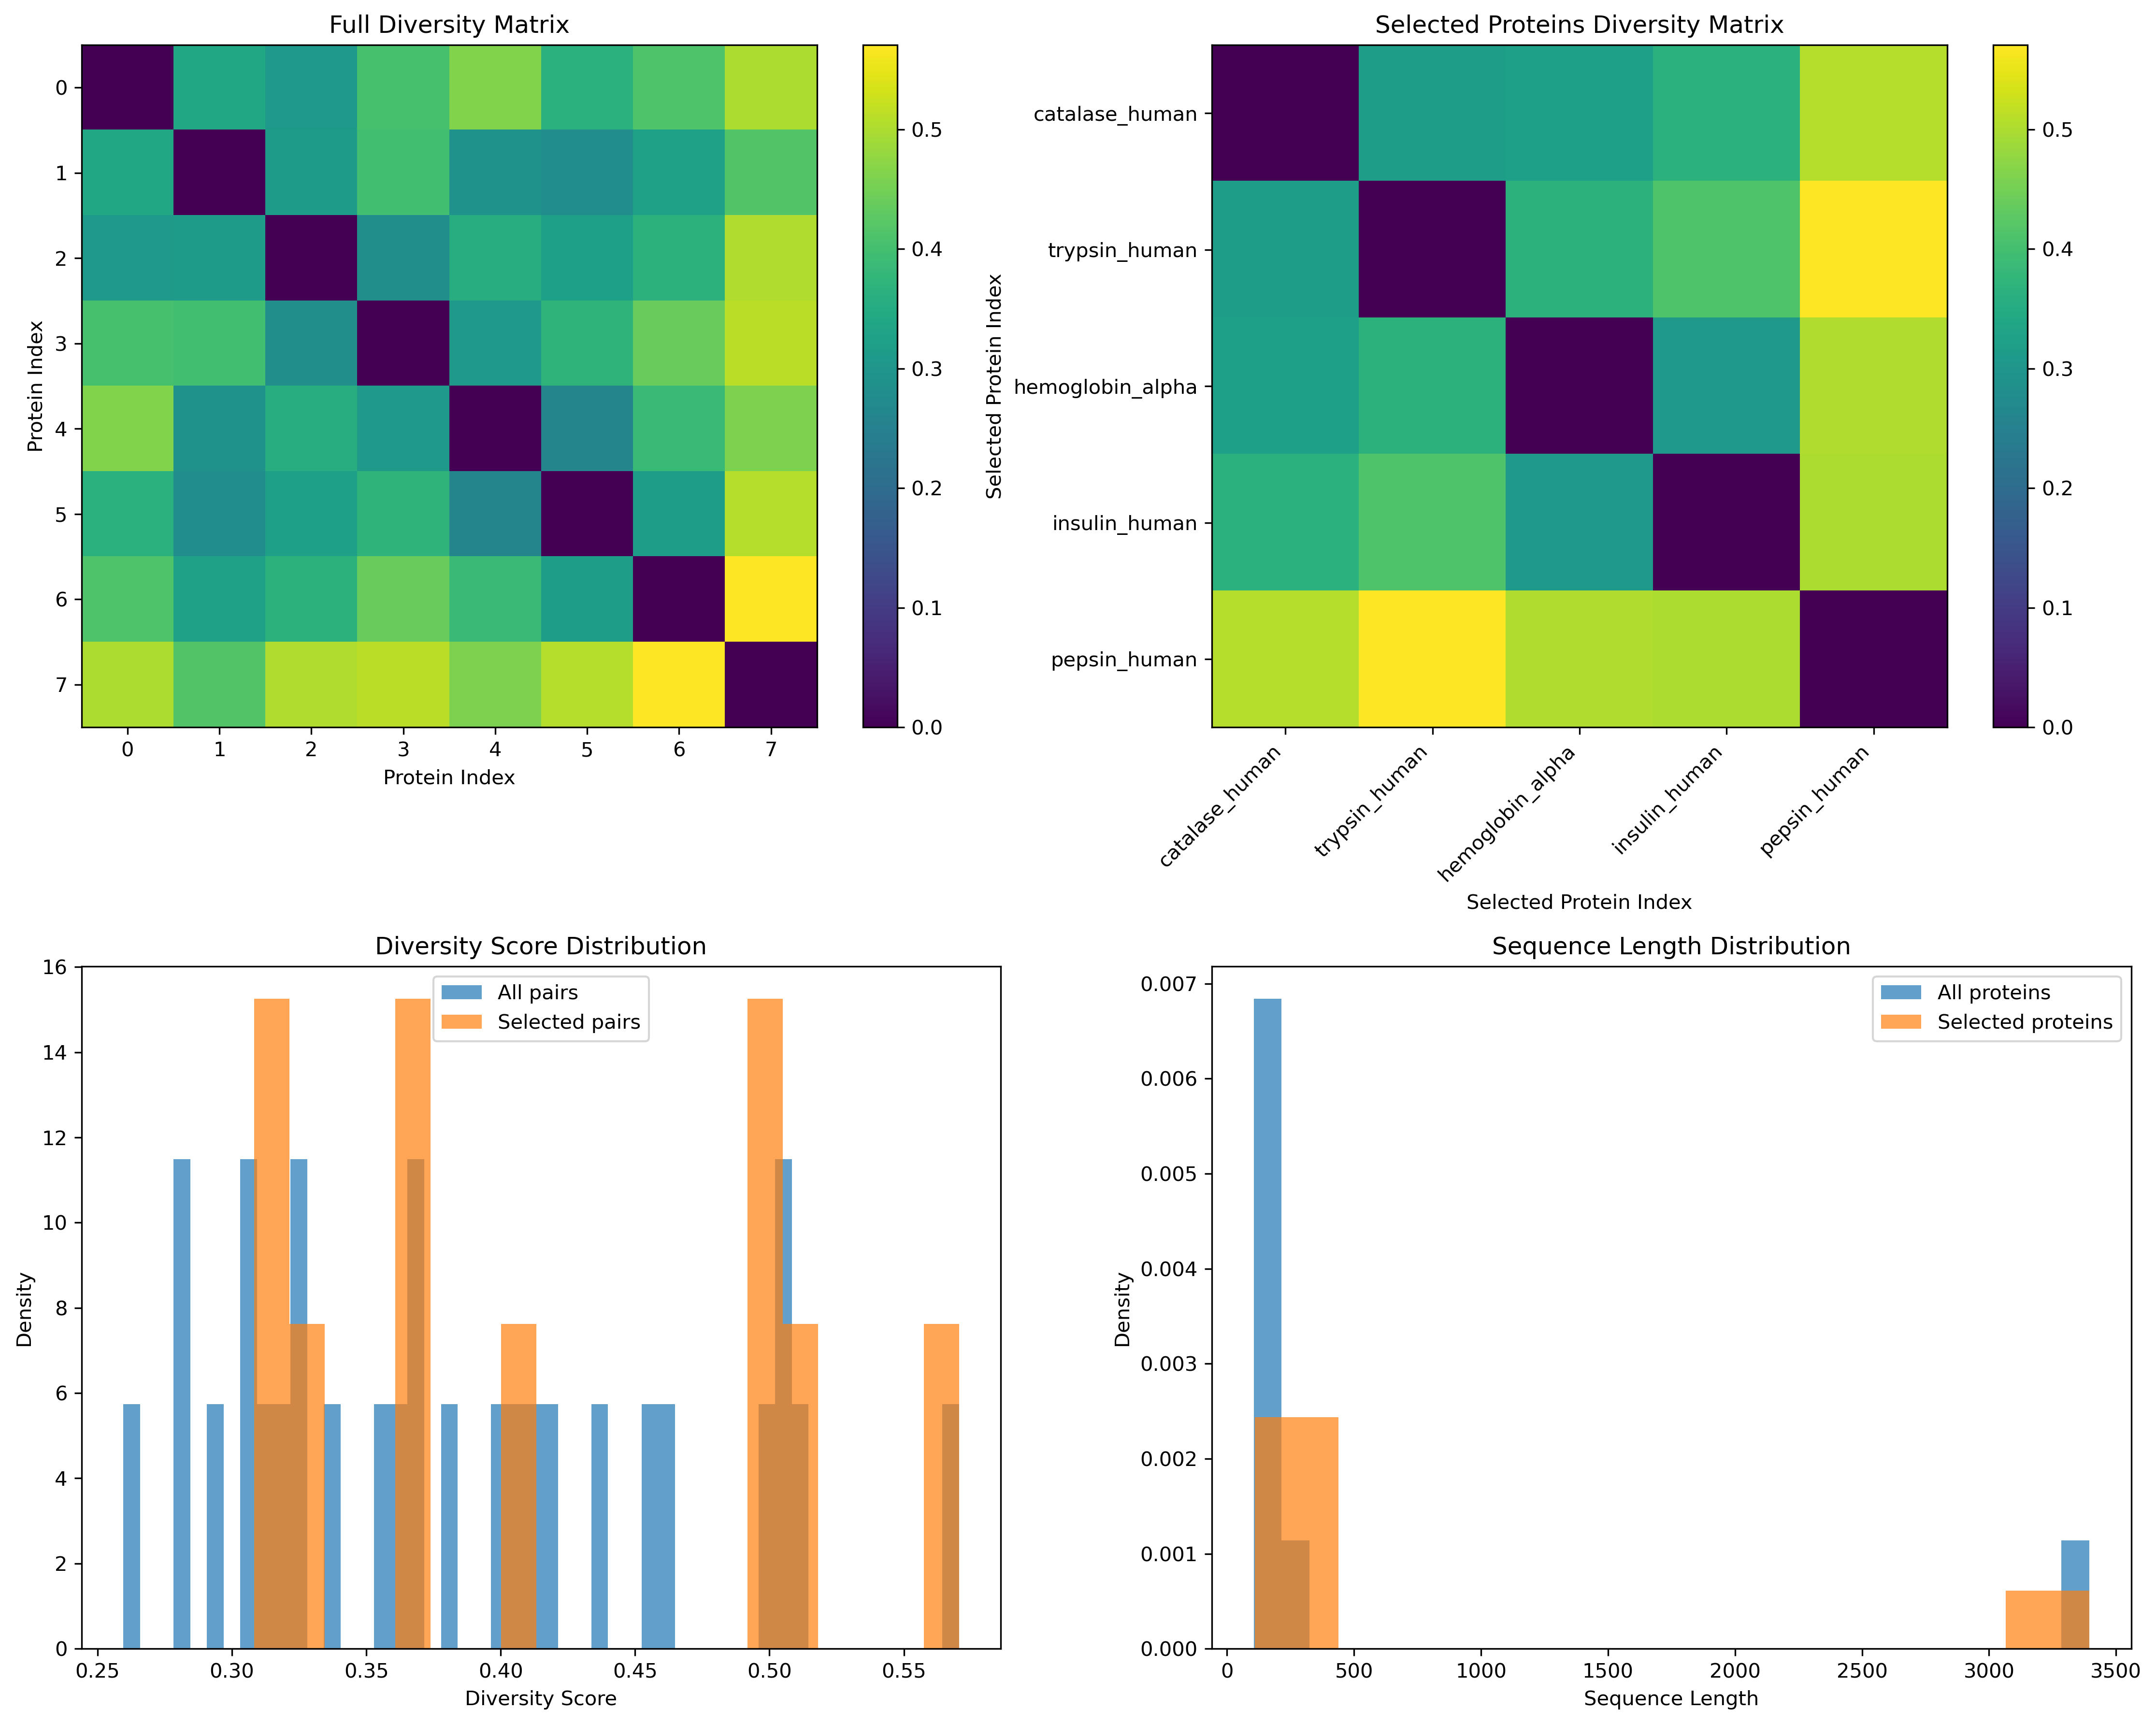 Full Diversity Matrix
Protein Index
0
1
2
3
4
5
6
7
0 1 2 3 4 5 6 7
Protein Index
0.5
0.4
0.3
0.2
0.1
0.0
Selected Proteins Diversity Matrix
Selected Protein Index
catalase_human
trypsin_human
hemoglobin_alpha
insulin_human
pepsin_human
catalase_human
trypsin_human
hemoglobin_alpha
insulin_human
pepsin_human
Selected Protein Index
0.5
0.4
0.3
0.2
0.1
0.0
Diversity Score Distribution
All pairs
Selected pairs
Density
16
14
12
10
8
6
4
2
0
0.25 0.30 0.35 0.40 0.45 0.50 0.55
Diversity Score
Sequence Length Distribution
All proteins
Selected proteins
Density
0.007
0.006
0.005
0.004
0.003
0.002
0.001
0.000
0 500 1000 1500 2000 2500 3000 3500
Sequence Length